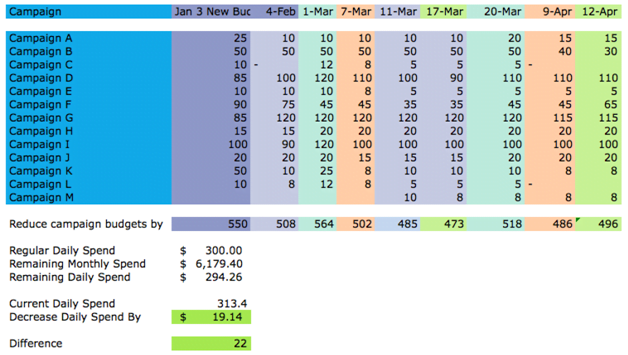 Campaign Jan 3 New Buc 4-Feb 1-Mar 7-Mar 11-Mar 17-Mar 20-Mar 9-Apr 12-Apr
Campaign A 25 10 10 10 10 10 20 15 15
Campaign B 50 50 50 50 50 50 50 40 30
Campaign C 10 - 12 8 5 5 5 -
Campaign D 85 100 120 110 100 90 110 110 110
Campaign E 10 10 10 8 5 5 5 5 5
Campaign F 90 75 45 45 35 35 45 45 65
Campaign G 85 120 120 120 120 120 120 115 115
Campaign H 15 15 20 20 20 20 20 20 20
Campaign I 100 90 120 100 100 100 100 100 100
Campaign J 20 20 20 15 15 15 20 20 20
Campaign K 50 10 25 8 10 10 10 8 8
Campaign L 10 8 12 8 5 5 5 -
Campaign M 10 8 8 8 8
Reduce campaign budgets by 550 508 564 502 485 473 518 486 496
Regular Daily Spend $ 300.00
Remaining Monthly Spend $ 6,179.40
Remaining Daily Spend $ 294.26
Current Daily Spend 313.4
Decrease Daily Spend By $ 19.14
Difference 22